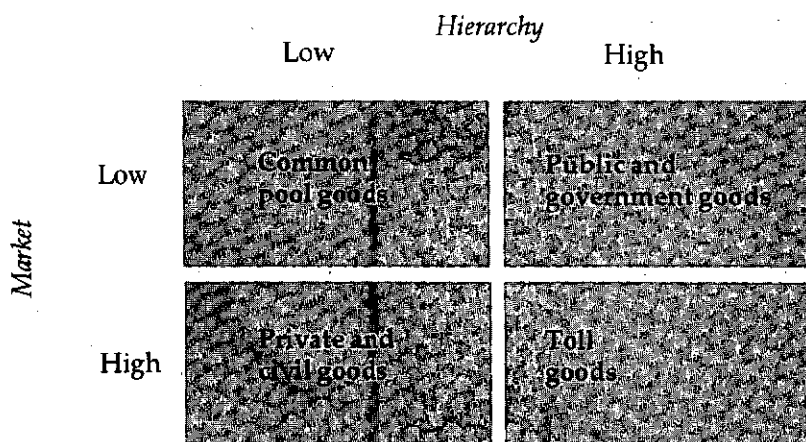 Hierarchy
Low High
Low
Common
pool goods
Public and
government goods
Market
High
Private and
civil goods
Toll
goods